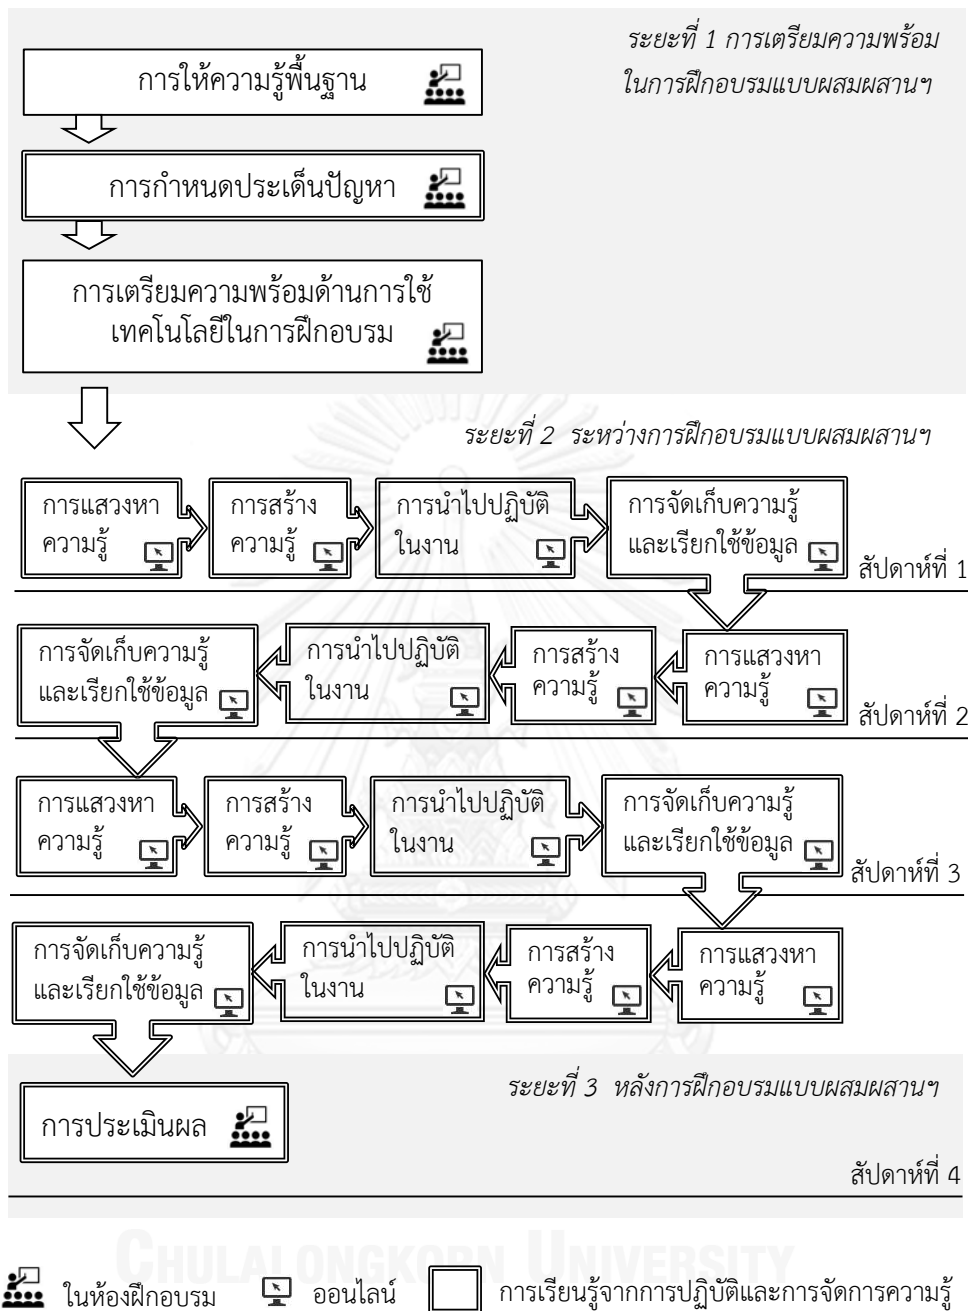 ระยะที่ 1 การเตรียมความพร้อม
ในการฝึกอบรมแบบผสมผสานฯ
การให้ความรู้พื้นฐาน
การกำหนดประเด็นปัญหา
การเตรียมความพร้อมด้านการใช้
เทคโนโลยีในการฝึกอบรม
ระยะที่ 2 ระหว่างการฝึกอบรมแบบผสมผสานฯ
การแสวงหา
ความรู้
การสร้าง
ความรู้
การนำไปปฏิบัติ
ในงาน
การจัดเก็บความรู้
และเรียกใช้ข้อมูล
สัปดาห์ที่ 1
การจัดเก็บความรู้
และเรียกใช้ข้อมูล
การนำไปปฏิบัติ
ในงาน
การสร้าง
ความรู้
การแสวงหา
ความรู้
สัปดาห์ที่ 2
การแสวงหา
ความรู้
การสร้าง
ความรู้
การนำไปปฏิบัติ
ในงาน
การจัดเก็บความรู้
และเรียกใช้ข้อมูล
สัปดาห์ที่ 3
การจัดเก็บความรู้
และเรียกใช้ข้อมูล
การนำไปปฏิบัติ
ในงาน
การสร้าง
ความรู้
การแสวงหา
ความรู้
ระยะที่ 3 หลังการฝึกอบรมแบบผสมผสานฯ
การประเมินผล
สัปดาห์ที่ 4
CHULALONGKORN UNIVERSITY
ในห้องฝึกอบรม
ออนไลน์
การเรียนรู้จากการปฏิบัติและการจัดการความรู้